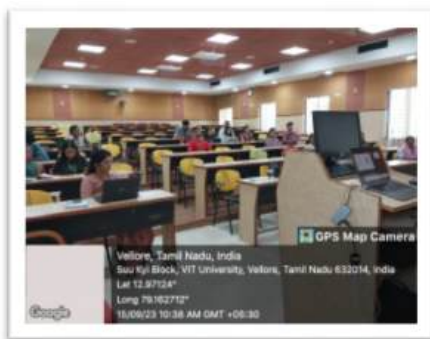 GPS Map Camera
Vellore, Tamil Nadu, India
Suu Kyi Block, VIT University, Vellore, Tamil Nadu 632014, India
Lat 12.97124°
Long 79.162712°
15/09/23 10:38 AM GMT +05:30
Google